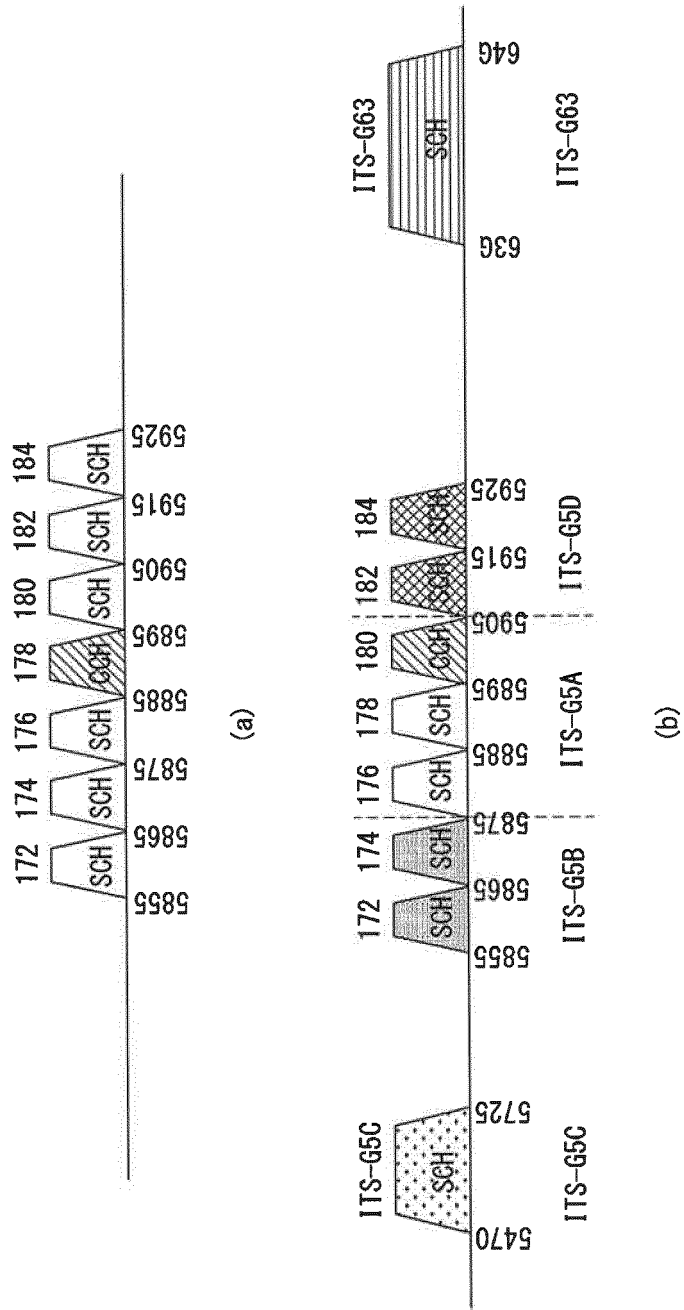 172 174 176 178 180 182 184
SCH SCH SCH CCH SCH SCH SCH
5855 5865 5875 5885 5895 5905 5915 5925
(a)
ITS-G5C 172 174 176 178 180 182 184 ITS-G63
SCH SCH SCH SCH SCH CCH SCH SCH SCH
5470 5725 5855 5865 5875 5885 5895 5905 5915 5925 63G 64G
ITS-G5C ITS-G5B ITS-G5A ITS-G5D ITS-G63
(b)